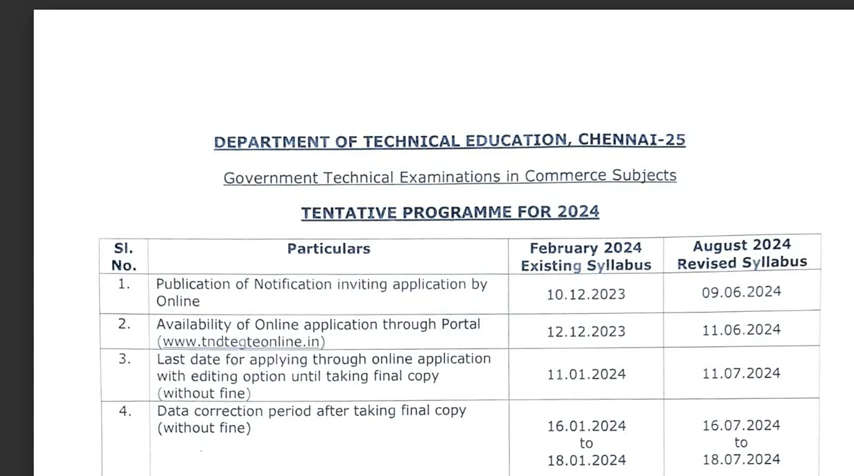 DEPARTMENT OF TECHNICAL EDUCATION, CHENNAI-25
Government Technical Examinations in Commerce Subjects
TENTATIVE PROGRAMME FOR 2024
Sl. No. Particulars February 2024 Existing Syllabus August 2024 Revised Syllabus
1. Publication of Notification inviting application by Online 10.12.2023 09.06.2024
2. Availability of Online application through Portal (www.tndtegteonline.in) 12.12.2023 11.06.2024
3. Last date for applying through online application with editing option until taking final copy (without fine) 11.01.2024 11.07.2024
4. Data correction period after taking final copy (without fine) 16.01.2024 to 18.01.2024 16.07.2024 to 18.07.2024